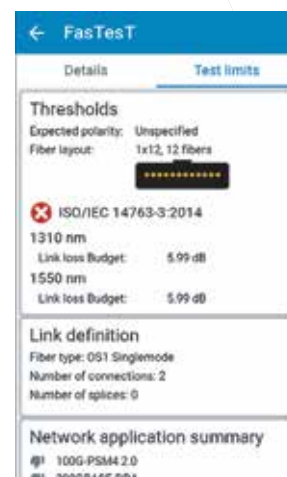 ← FasTesT
Details Test limits
Thresholds
Expected polarity: Unspecified
Fiber layout: 1x12, 12 fibers
ISO/IEC 14763-3:2014
1310 nm
Link loss Budget: 5.99 dB
1550 nm
Link loss Budget: 5.99 dB
Link definition
Fiber type: OS1 Singlemode
Number of connections: 2
Number of splices: 0
Network application summary
100G-PSM4 2.0